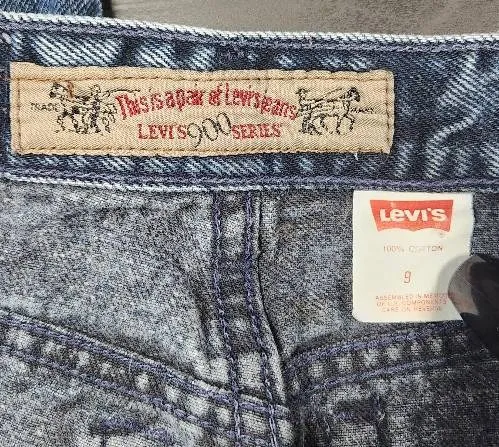 TRADE
This is a pair of Levi's jeans
MARK
LEVI'S 900 SERIES
LEVI'S
100% COTTON
9
ASSEMBLED IN
OF U.S. COMPONENTS
CARE ON REVERSE